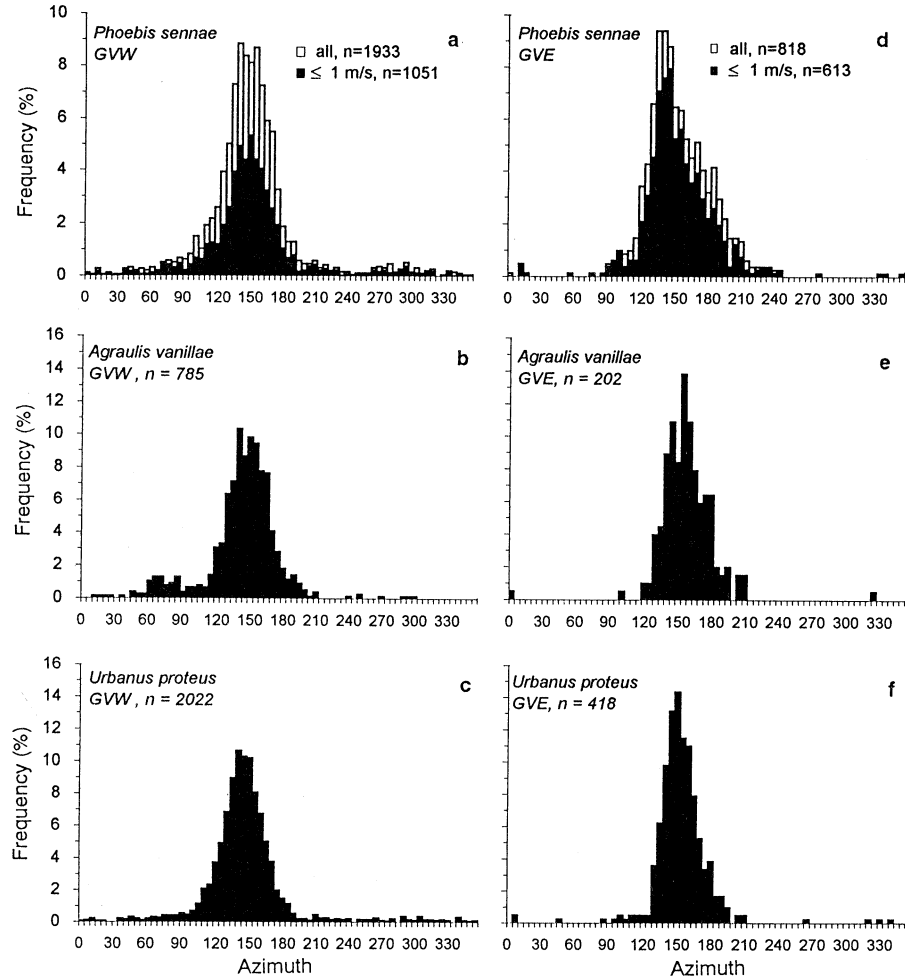 Phoebis sennae
GVW
a
all, n=1933
≤ 1 m/s, n=1051
Frequency (%)
10
8
6
4
2
0
0 30 60 90 120 150 180 210 240 270 300 330
Phoebis sennae
GVE
d
all, n=818
≤ 1 m/s, n=613
0 30 60 90 120 150 180 210 240 270 300 330
Agraulis vanillae
GVW , n = 785
b
Frequency (%)
16
14
12
10
8
6
4
2
0
0 30 60 90 120 150 180 210 240 270 300 330
Agraulis vanillae
GVE, n = 202
e
0 30 60 90 120 150 180 210 240 270 300 330
Urbanus proteus
GVW , n = 2022
c
Frequency (%)
16
14
12
10
8
6
4
2
0
0 30 60 90 120 150 180 210 240 270 300 330
Azimuth
Urbanus proteus
GVE, n = 418
f
0 30 60 90 120 150 180 210 240 270 300 330
Azimuth